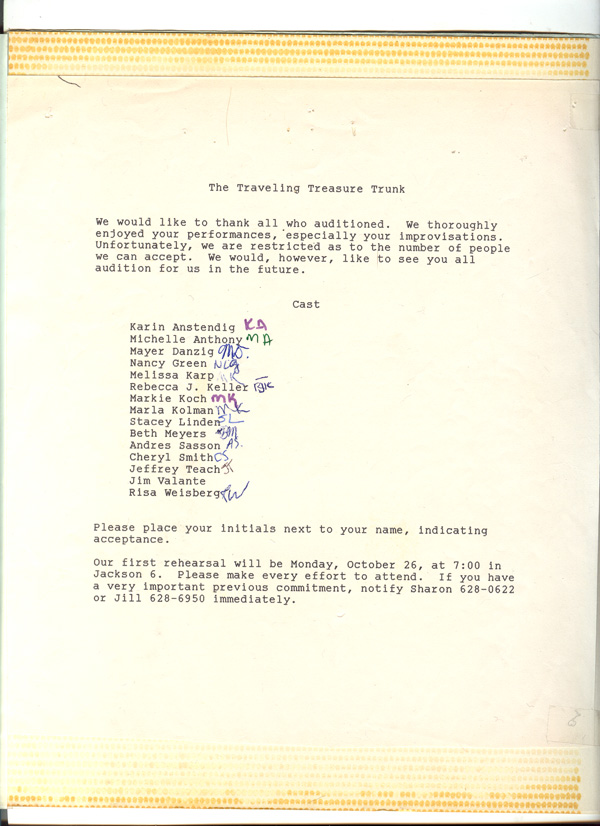 The Traveling Treasure Trunk
We would like to thank all who auditioned. We thoroughly
enjoyed your performances, especially your improvisations.
Unfortunately, we are restricted as to the number of people
we can accept. We would, however, like to see you all
audition for us in the future.
Cast
Karin Anstendig KA
Michelle Anthony MA
Mayer Danzig
Nancy Green NLG
Melissa Karp MK
Rebecca J. Keller RJK
Markie Koch MK
Marla Kolman MK
Stacey Linden SL
Beth Meyers BM
Andres Sasson AS.
Cheryl Smith CS
Jeffrey Teach
Jim Valante
Risa Weisberg RW
Please place your initials next to your name, indicating
acceptance.
Our first rehearsal will be Monday, October 26, at 7:00 in
Jackson 6. Please make every effort to attend. If you have
a very important previous commitment, notify Sharon 628-0622
or Jill 628-6950 immediately.